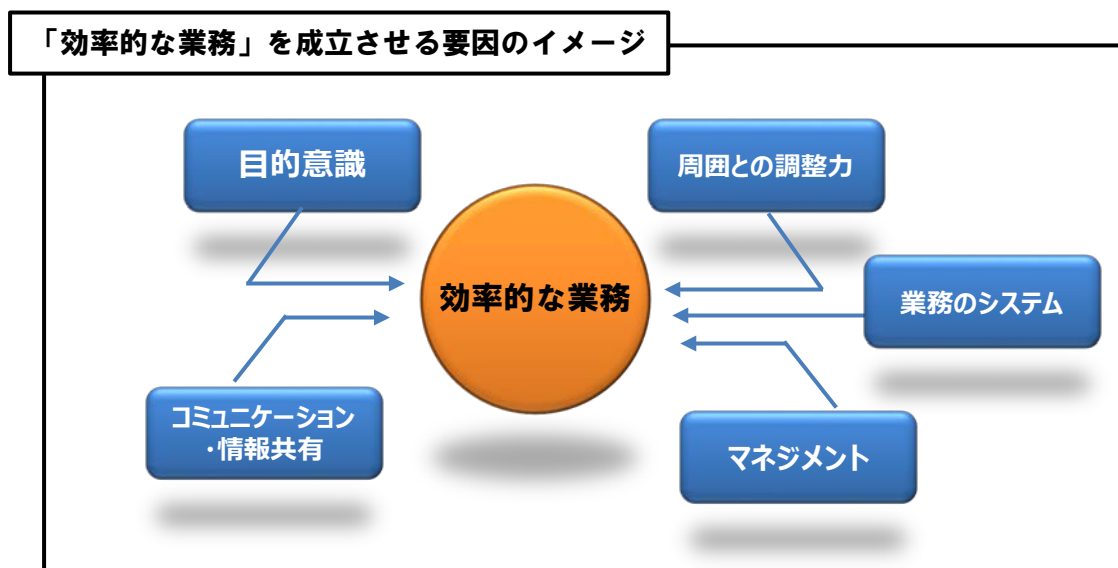 「効率的な業務」を成立させる要因のイメージ
目的意識
周囲との調整力
効率的な業務
業務のシステム
コミュニケーション
・情報共有
マネジメント